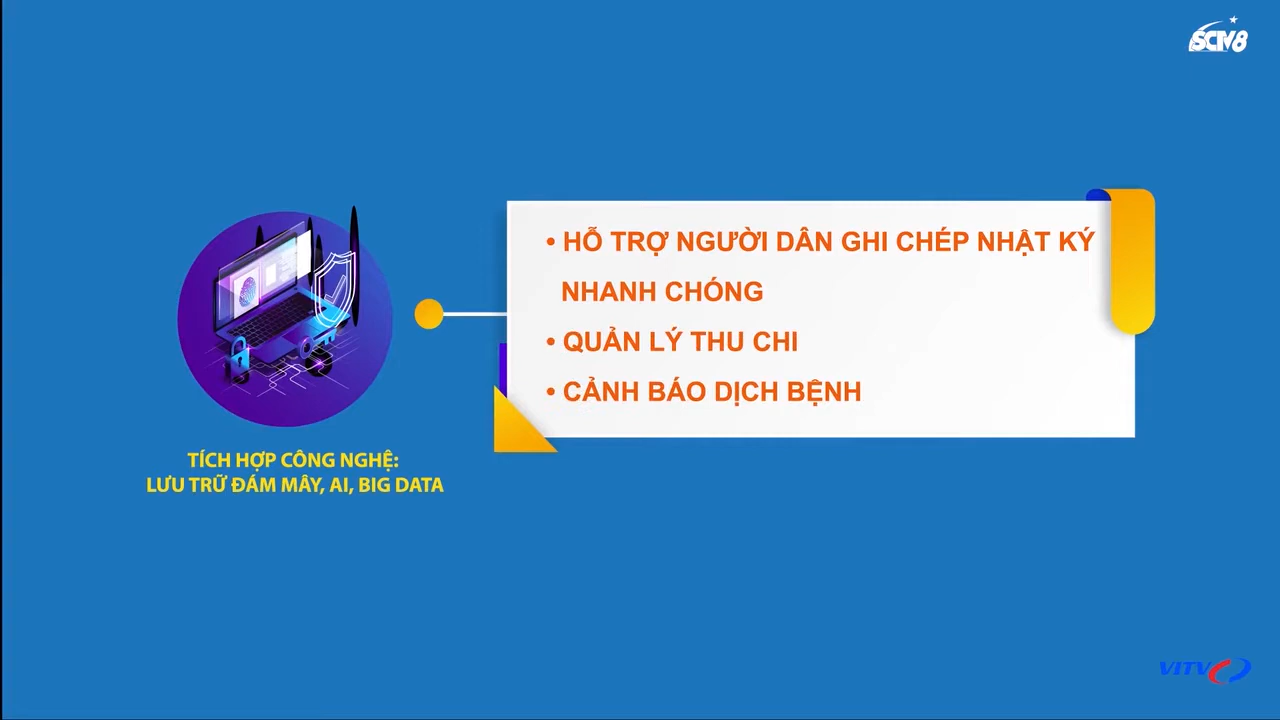 SCTV8
• HỖ TRỢ NGƯỜI DÂN GHI CHÉP NHẬT KÝ
NHANH CHÓNG
• QUẢN LÝ THU CHI
• CẢNH BÁO DỊCH BỆNH
TÍCH HỢP CÔNG NGHỆ:
LƯU TRỮ ĐÁM MÂY, AI, BIG DATA
VITV